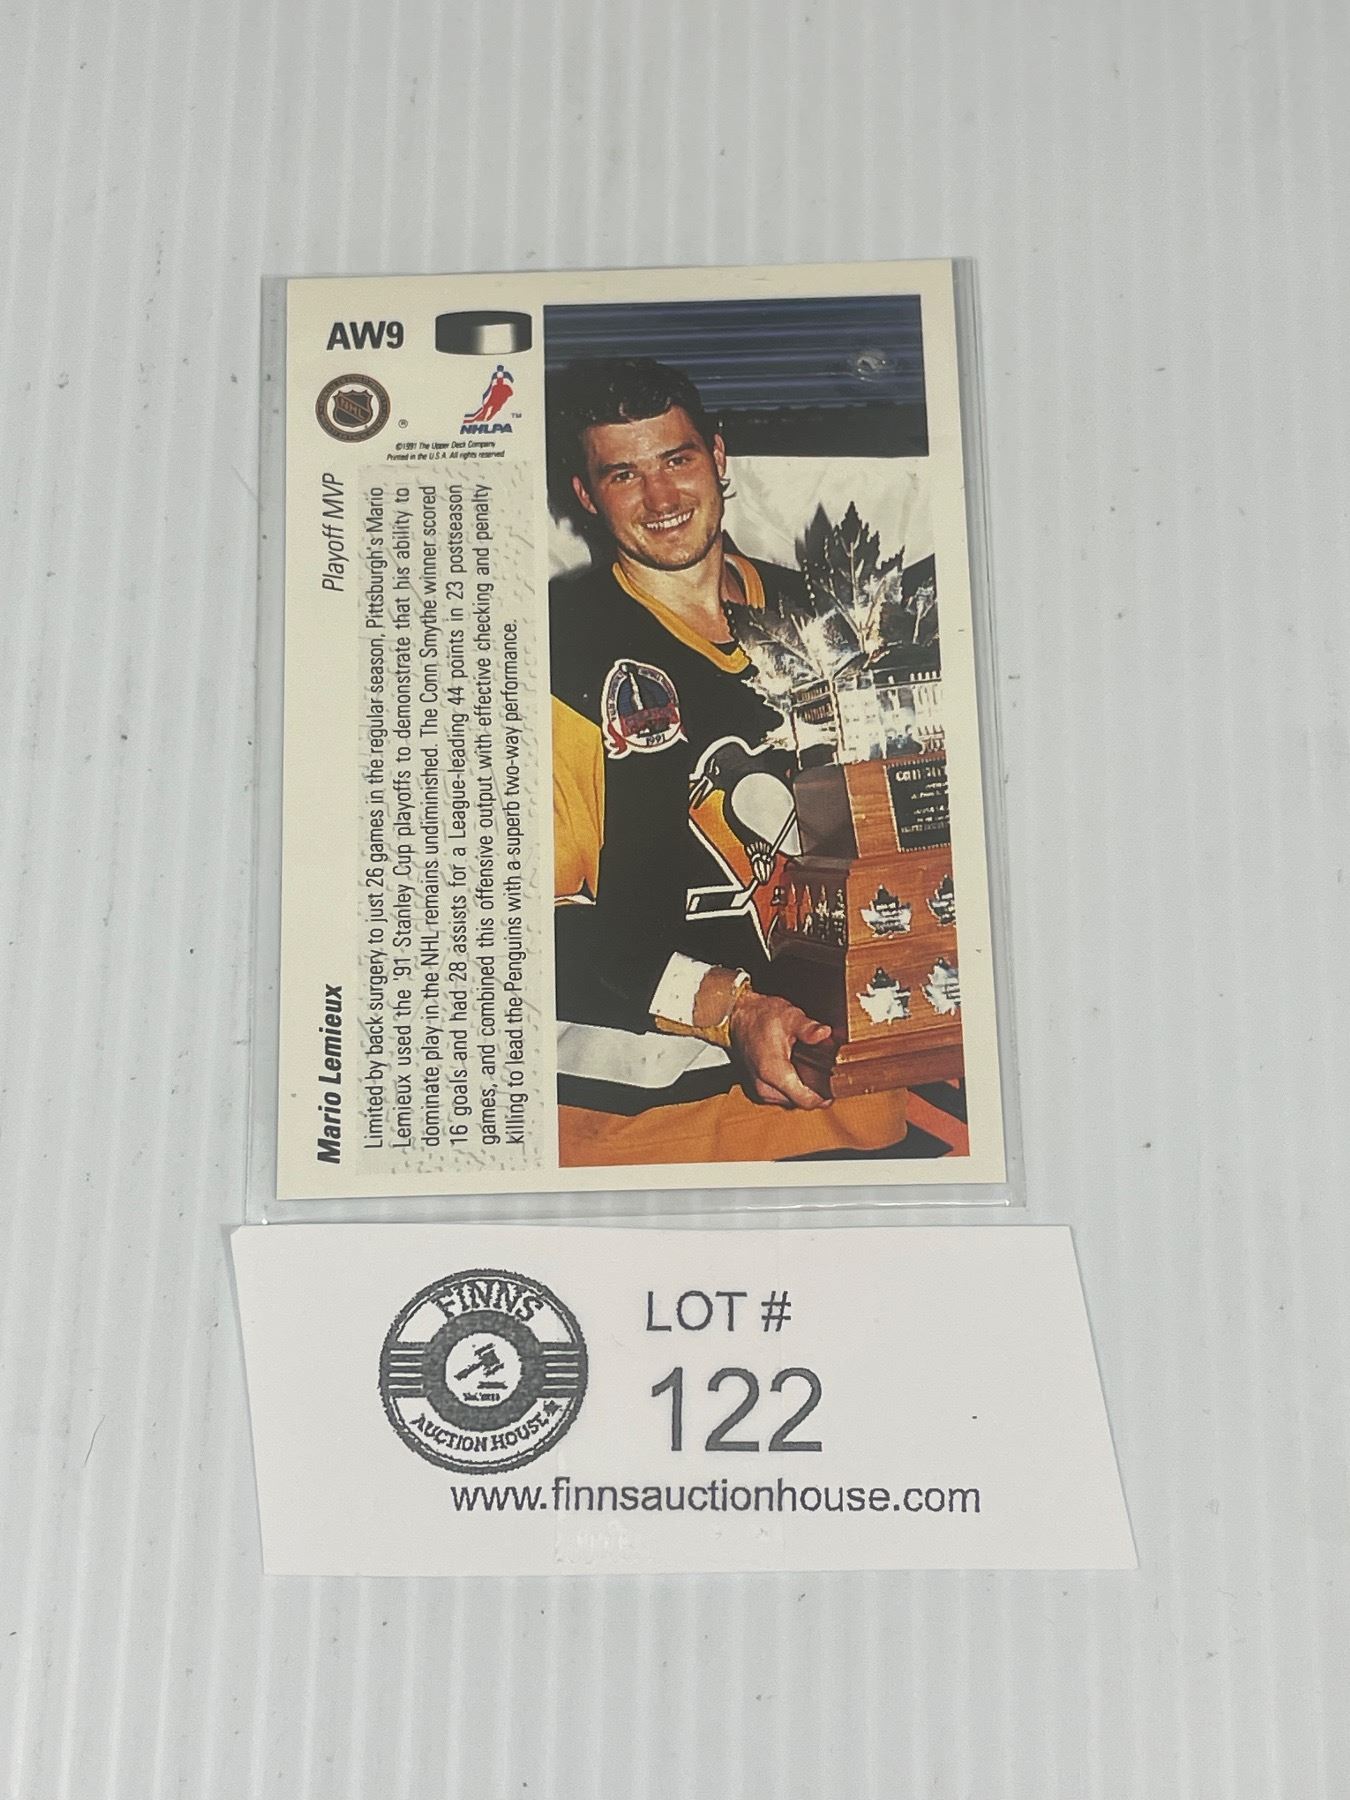 AW9
NHL
®
NHLPA
TM
©1991 The Upper Deck Company
Printed in the U.S.A. All rights reserved
Mario Lemieux
Playoff MVP
Limited by back surgery to just 26 games in the regular season, Pittsburgh's Mario
Lemieux used the '91 Stanley Cup playoffs to demonstrate that his ability to
dominate play in the NHL remains undiminished. The Conn Smythe winner scored
16 goals and had 28 assists for a League-leading 44 points in 23 postseason
games, and combined this offensive output with effective checking and penalty
killing to lead the Penguins with a superb two-way performance.
1991
FINNS
AUCTION HOUSE
LOT #
122
www.finnsauctionhouse.com